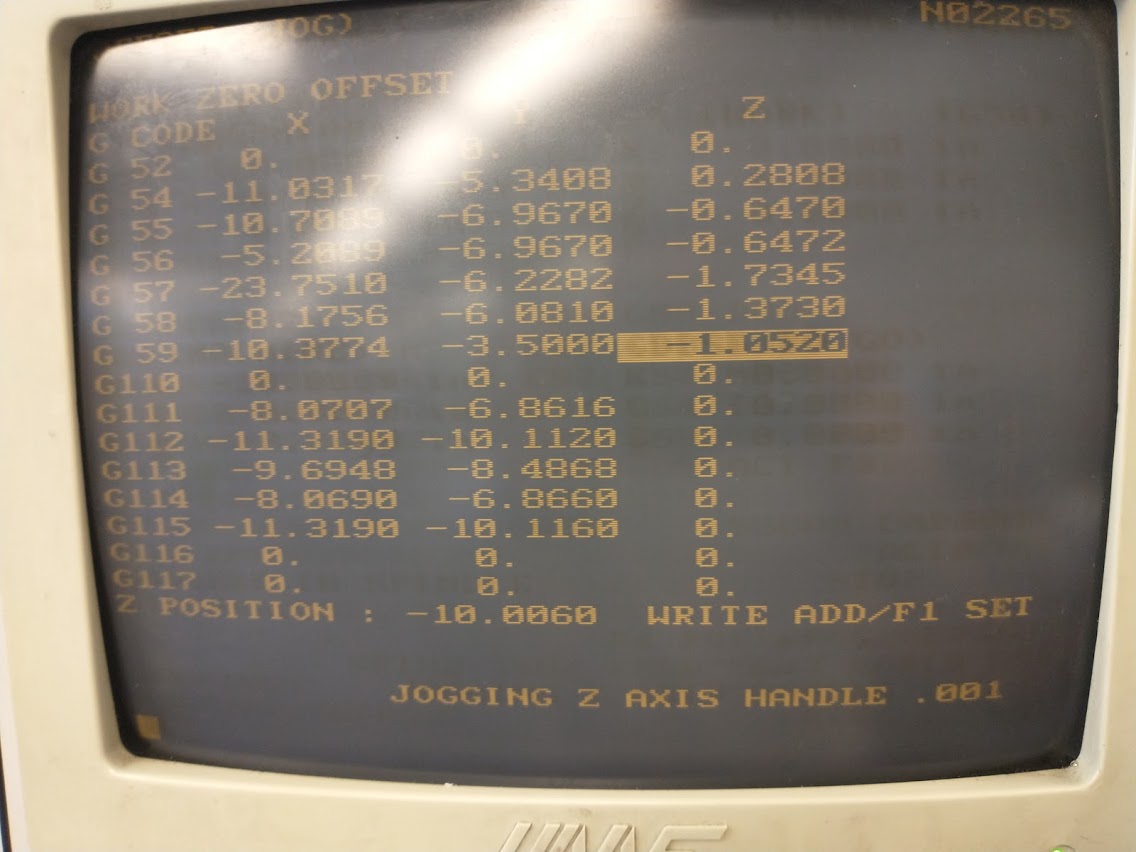 JOG) N02265
WORK ZERO OFFSET
G CODE X Y Z
G 52 0. 0. 0.
G 54 -11.0317 -5.3408 0.2808
G 55 -10.7089 -6.9670 -0.6470
G 56 -5.2089 -6.9670 -0.6472
G 57 -23.7510 -6.2282 -1.7345
G 58 -8.1756 -6.0810 -1.3730
G 59 -10.3774 -3.5000 -1.0520
G110 0. 0. 0.
G111 -8.0707 -6.8616 0.
G112 -11.3190 -10.1120 0.
G113 -9.6948 -8.4868 0.
G114 -8.0690 -6.8660 0.
G115 -11.3190 -10.1160 0.
G116 0. 0. 0.
G117 0. 0. 0.
Z POSITION : -10.0060 WRITE ADD/F1 SET
JOGGING Z AXIS HANDLE .001